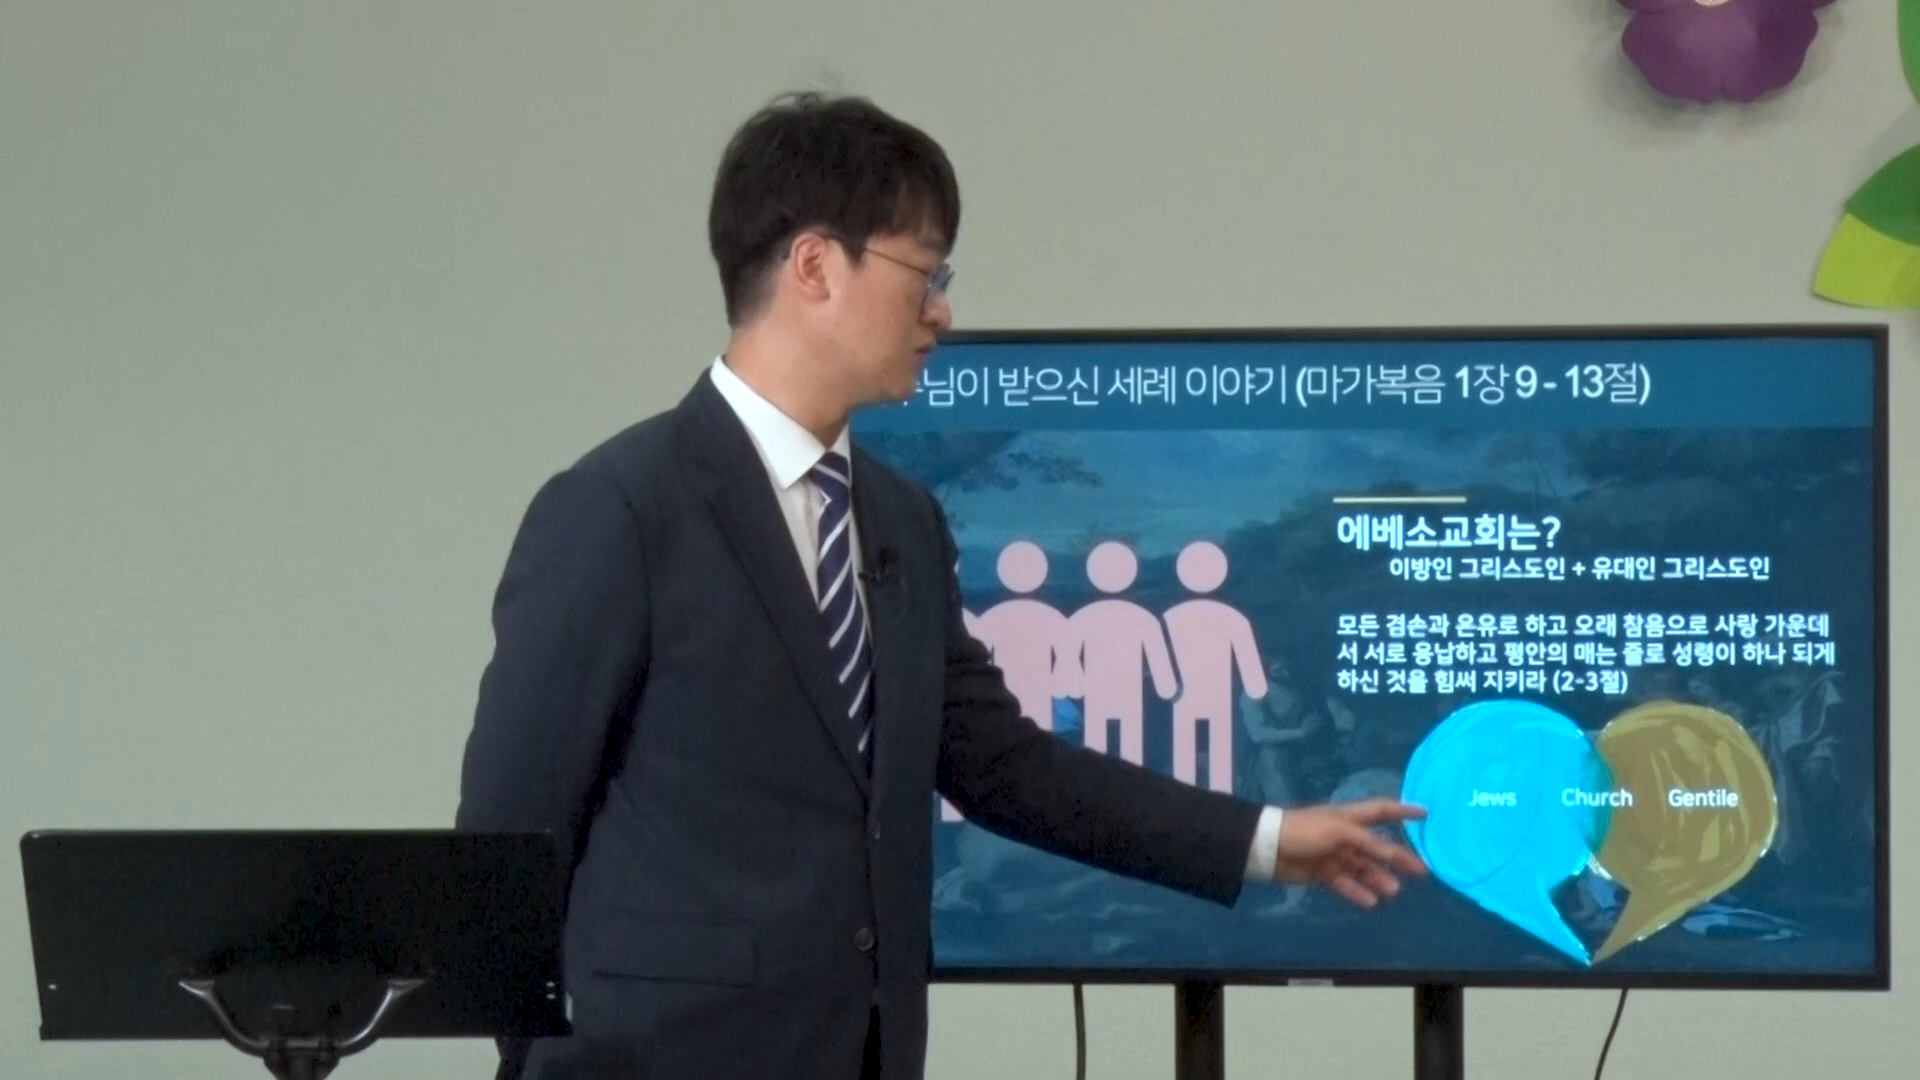 님이 받으신 세례 이야기 (마가복음 1장 9 - 13절)
에베소교회는?
이방인 그리스도인 + 유대인 그리스도인
모든 겸손과 온유로 하고 오래 참음으로 사랑 가운데
서 서로 용납하고 평안의 매는 줄로 성령이 하나 되게
하신 것을 힘써 지키라 (2-3절)
Jews Church Gentile